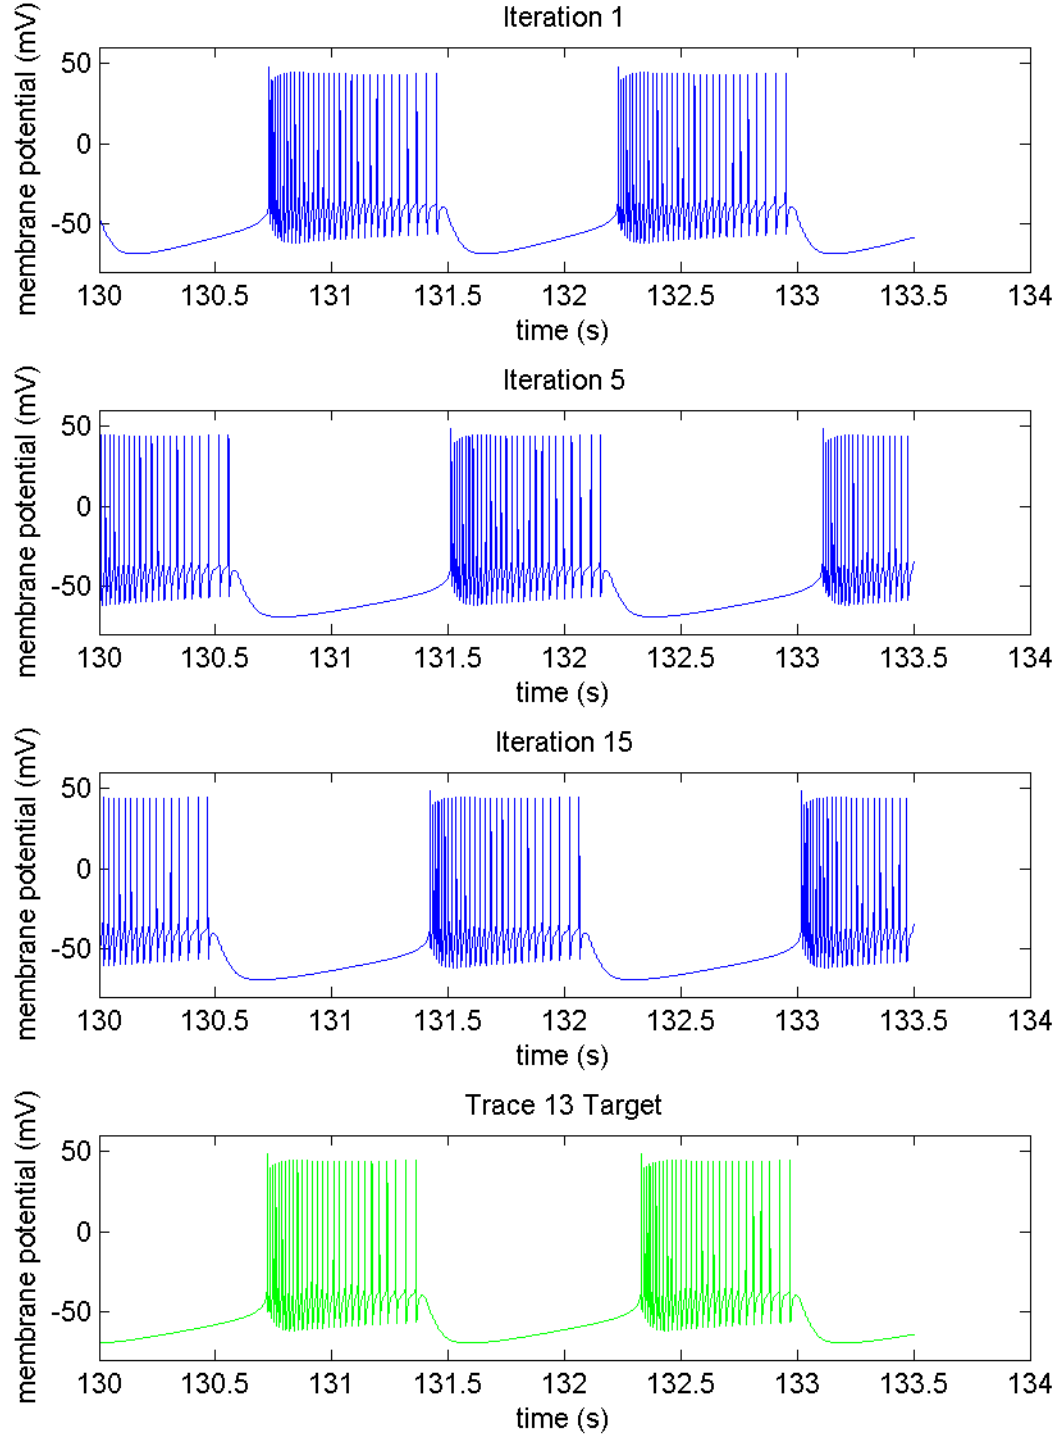 Iteration 1
membrane potential (mV)
50
0
-50
130 130.5 131 131.5 132 132.5 133 133.5 134
time (s)
Iteration 5
membrane potential (mV)
50
0
-50
130 130.5 131 131.5 132 132.5 133 133.5 134
time (s)
Iteration 15
membrane potential (mV)
50
0
-50
130 130.5 131 131.5 132 132.5 133 133.5 134
time (s)
Trace 13 Target
membrane potential (mV)
50
0
-50
130 130.5 131 131.5 132 132.5 133 133.5 134
time (s)